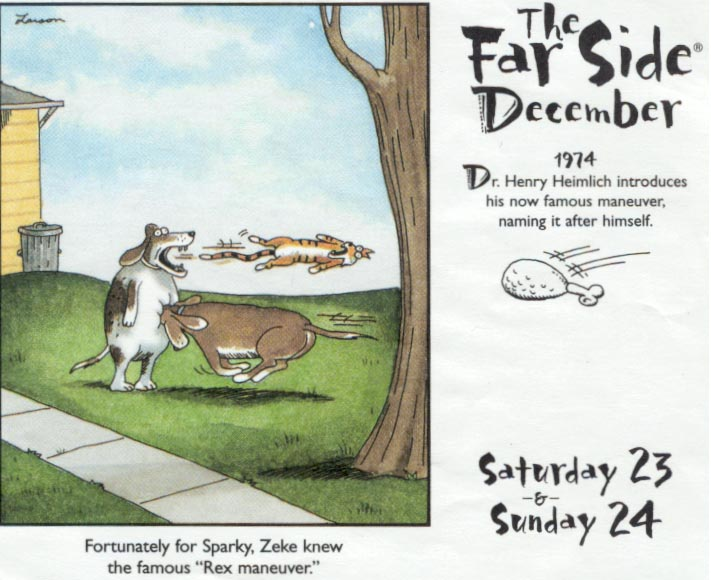 Larson
Fortunately for Sparky, Zeke knew
the famous “Rex maneuver.”
The
Far Side®
December
1974
Dr. Henry Heimlich introduces
his now famous maneuver,
naming it after himself.
Saturday 23
-&-
Sunday 24